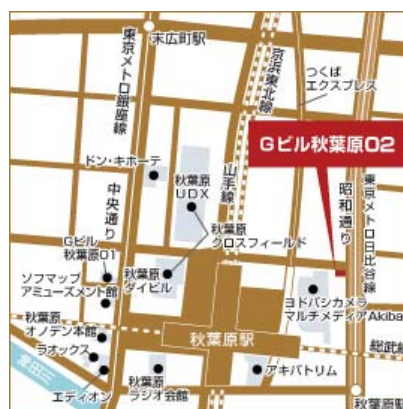 末広町駅
東京メトロ銀座線
京浜東北線
つくば
エクスプレス
Gビル秋葉原02
ドン・キホーテ
山手線
昭和通り
東京メトロ日比谷線
中央通り
秋葉原
UDX
秋葉原
クロスフィールド
Gビル
秋葉原01
秋葉原
ダイビル
ソフマップ
アミューズメント館
ヨドバシカメラ
マルチメディアAkiba
秋葉原
オノデン本館
秋葉原駅
総武線
ラオックス
エディオン
秋葉原
ラジオ会館
アキバトリム
秋葉原駅